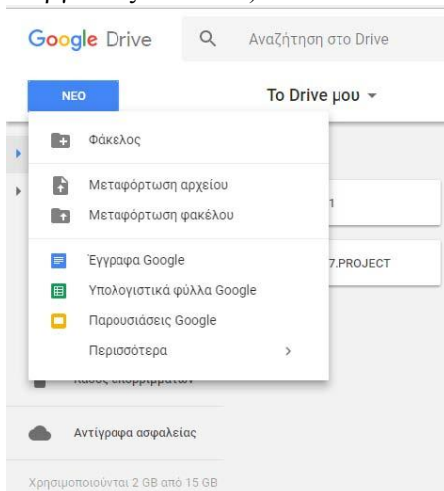 Google Drive
Αναζήτηση στο Drive
ΝΕΟ
Το Drive μου
Φάκελος
Μεταφόρτωση αρχείου
Μεταφόρτωση φακέλου
1
Έγγραφα Google
7.PROJECT
Υπολογιστικά φύλλα Google
Παρουσιάσεις Google
Περισσότερα
Αντίγραφα ασφαλείας
Χρησιμοποιούνται 2 GB από 15 GB